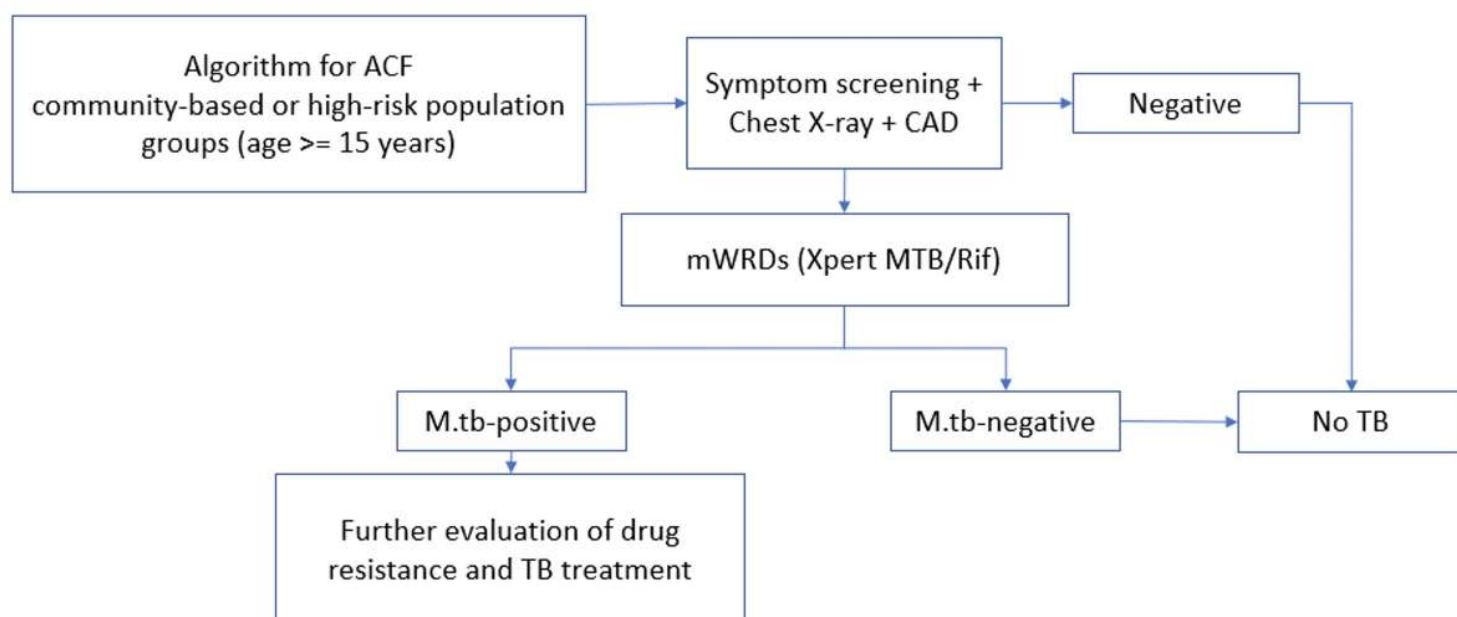 Algorithm for ACF
community-based or high-risk population
groups (age >= 15 years)
Symptom screening +
Chest X-ray + CAD
Negative
mWRDs (Xpert MTB/Rif)
M.tb-positive
M.tb-negative
No TB
Further evaluation of drug
resistance and TB treatment